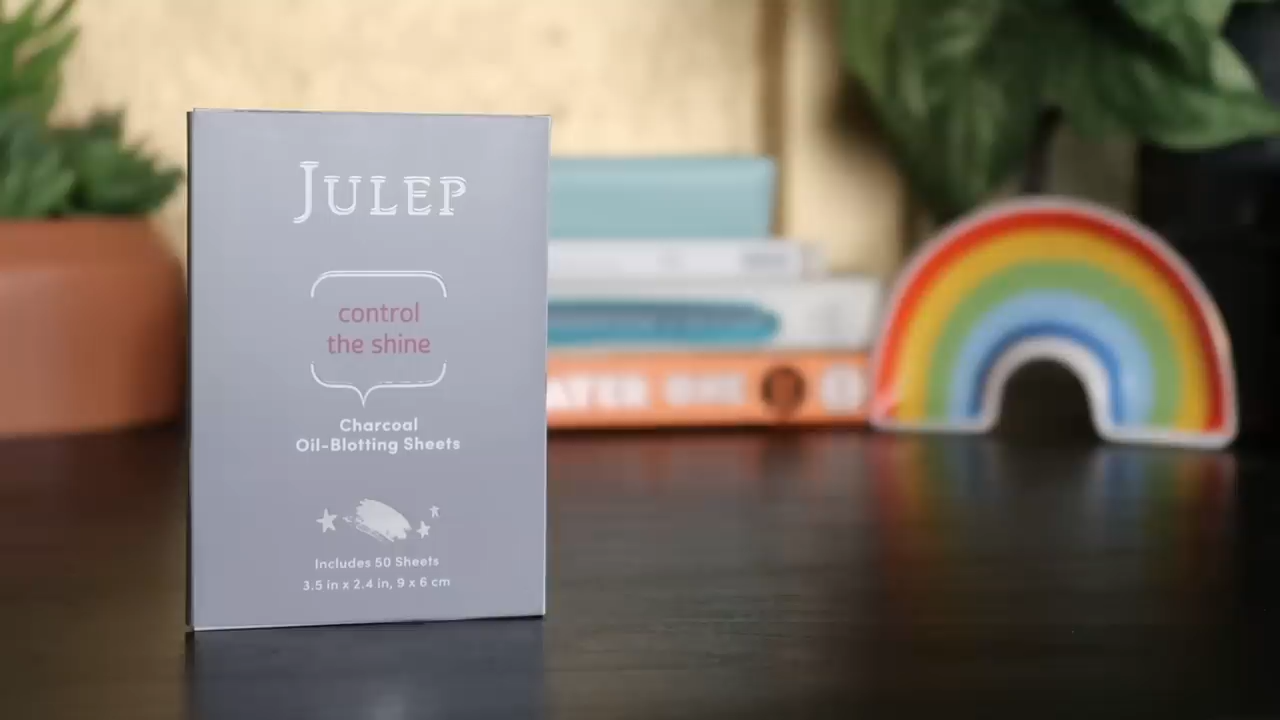 JULEP
control
the shine
Charcoal
Oil-Blotting Sheets
Includes 50 Sheets
3.5 in x 2.4 in, 9 x 6 cm